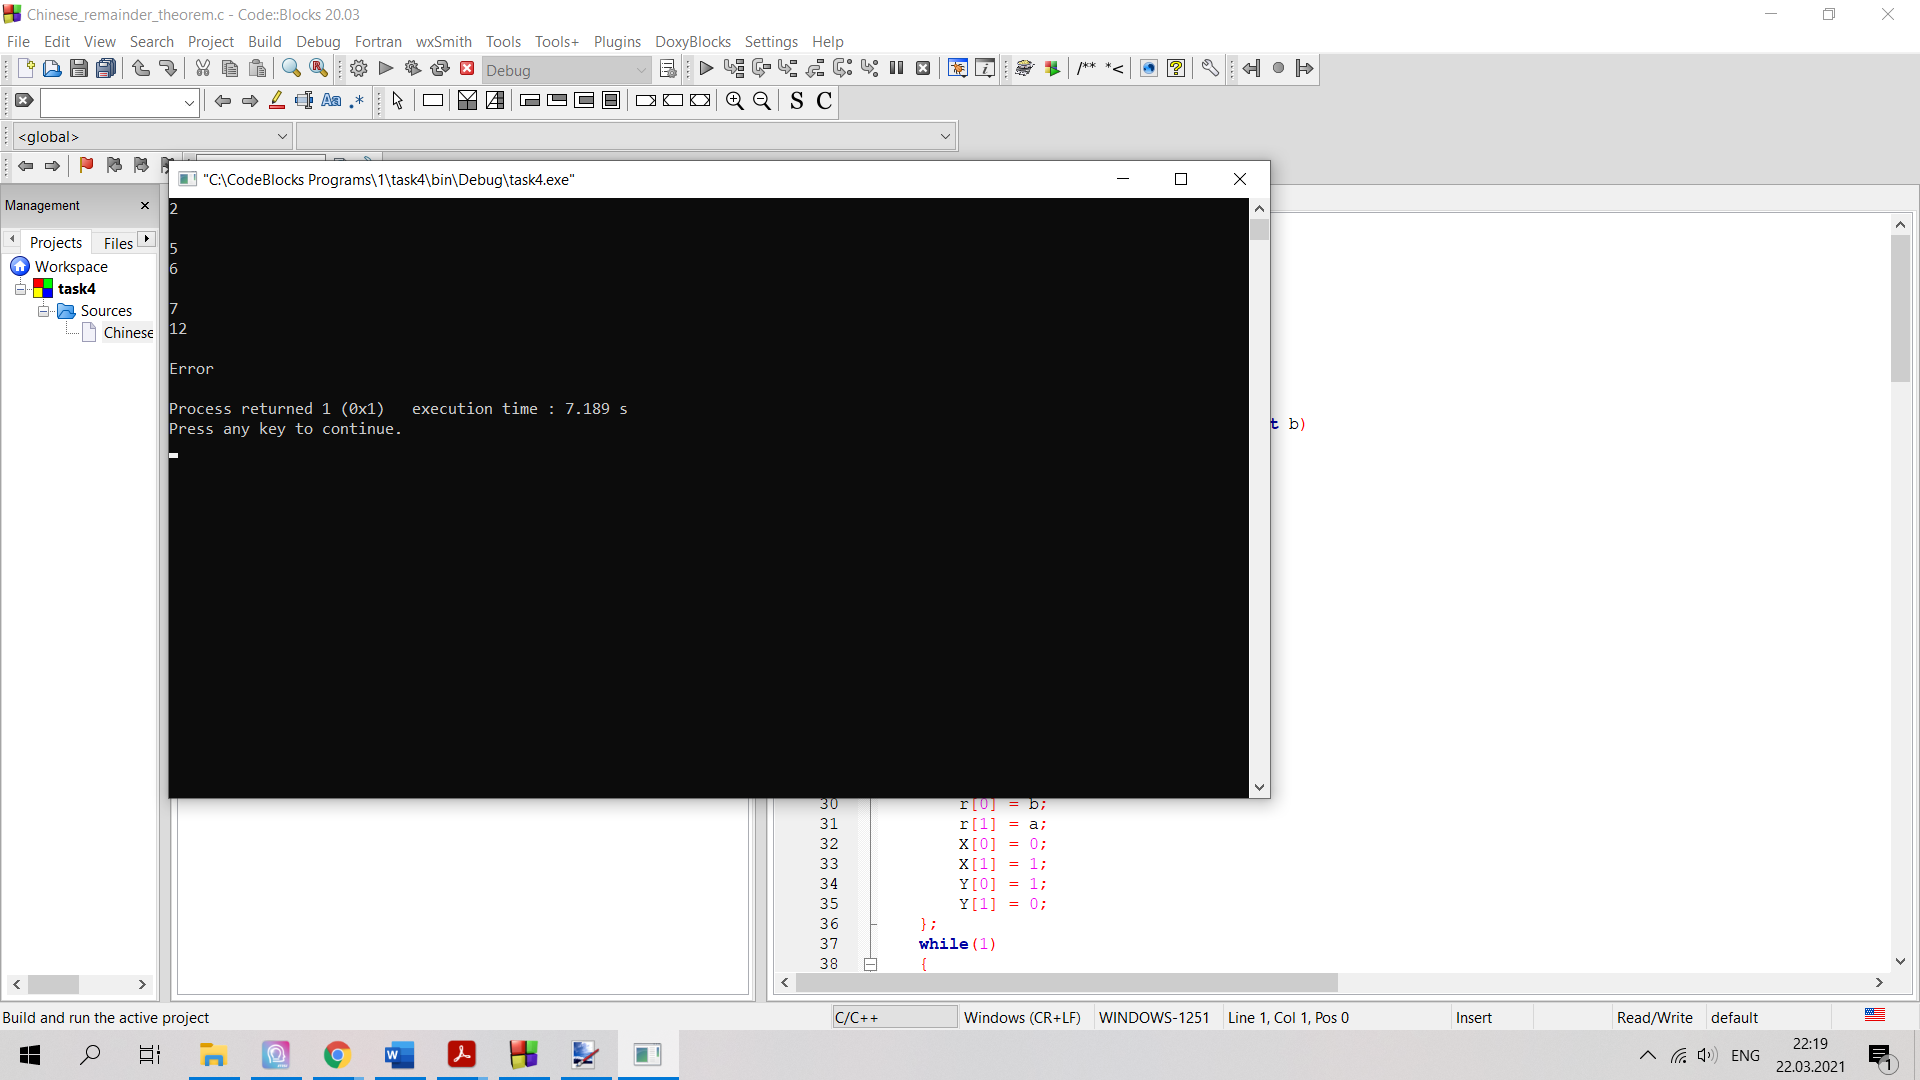 Chinese_remainder_theorem.c - Code::Blocks 20.03
File Edit View Search Project Build Debug Fortran wxSmith Tools Tools+ Plugins DoxyBlocks Settings Help
Debug
/** *<
Aa .*
S C
<global>
"C:\CodeBlocks Programs\1\task4\bin\Debug\task4.exe"
Management
Projects Files
Workspace
task4
Sources
Chinese
2
5
6
7
12
Error
Process returned 1 (0x1) execution time : 7.189 s
Press any key to continue.
t b)
30 r[0] = b;
31 r[1] = a;
32 X[0] = 0;
33 X[1] = 1;
34 Y[0] = 1;
35 Y[1] = 0;
36 };
37 while(1)
38 {
Build and run the active project C/C++ Windows (CR+LF) WINDOWS-1251 Line 1, Col 1, Pos 0 Insert Read/Write default
ENG
22:19
22.03.2021
1